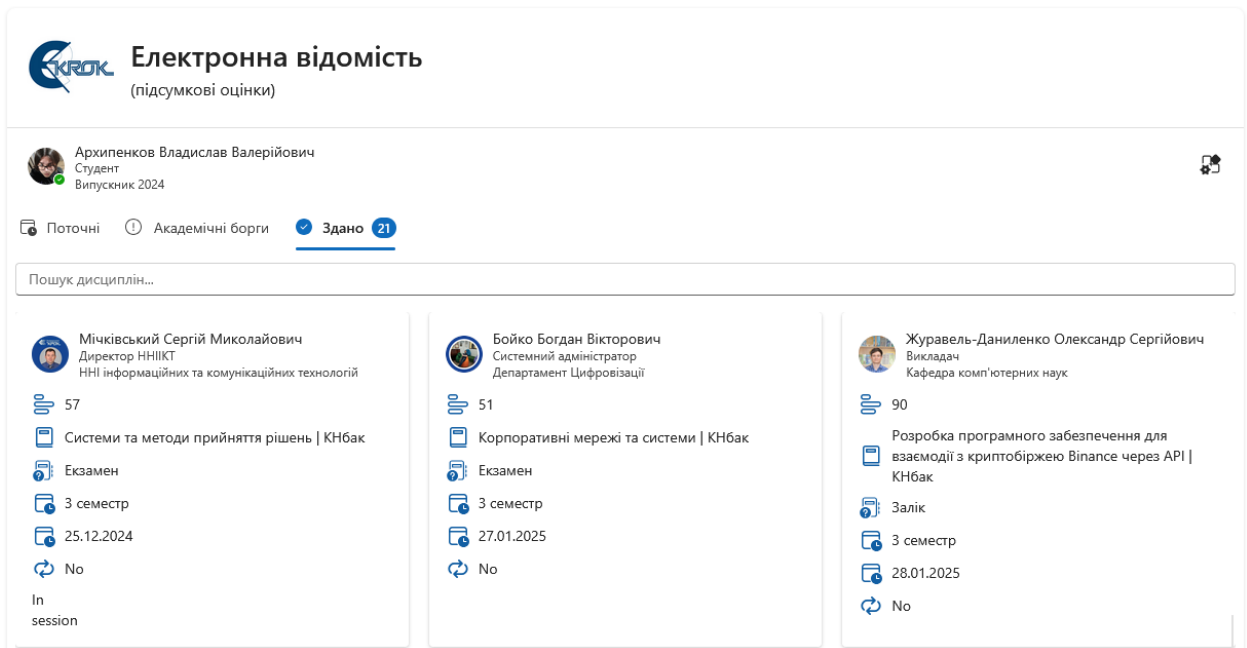 KROK
Електронна відомість
(підсумкові оцінки)
Архипенков Владислав Валерійович
Студент
Випускник 2024
Поточні
Академічні борги
Здано 21
Пошук дисциплін...
Мічківський Сергій Миколайович
Директор ННІІКТ
ННІ інформаційних та комунікаційних технологій
57
Системи та методи прийняття рішень | КНбак
Екзамен
3 семестр
25.12.2024
No
In
session
Бойко Богдан Вікторович
Системний адміністратор
Департамент Цифровізації
51
Корпоративні мережі та системи | КНбак
Екзамен
3 семестр
27.01.2025
No
Журавель-Даниленко Олександр Сергійович
Викладач
Кафедра комп'ютерних наук
90
Розробка програмного забезпечення для
взаємодії з криптобіржею Binance через API |
КНбак
Залік
3 семестр
28.01.2025
No